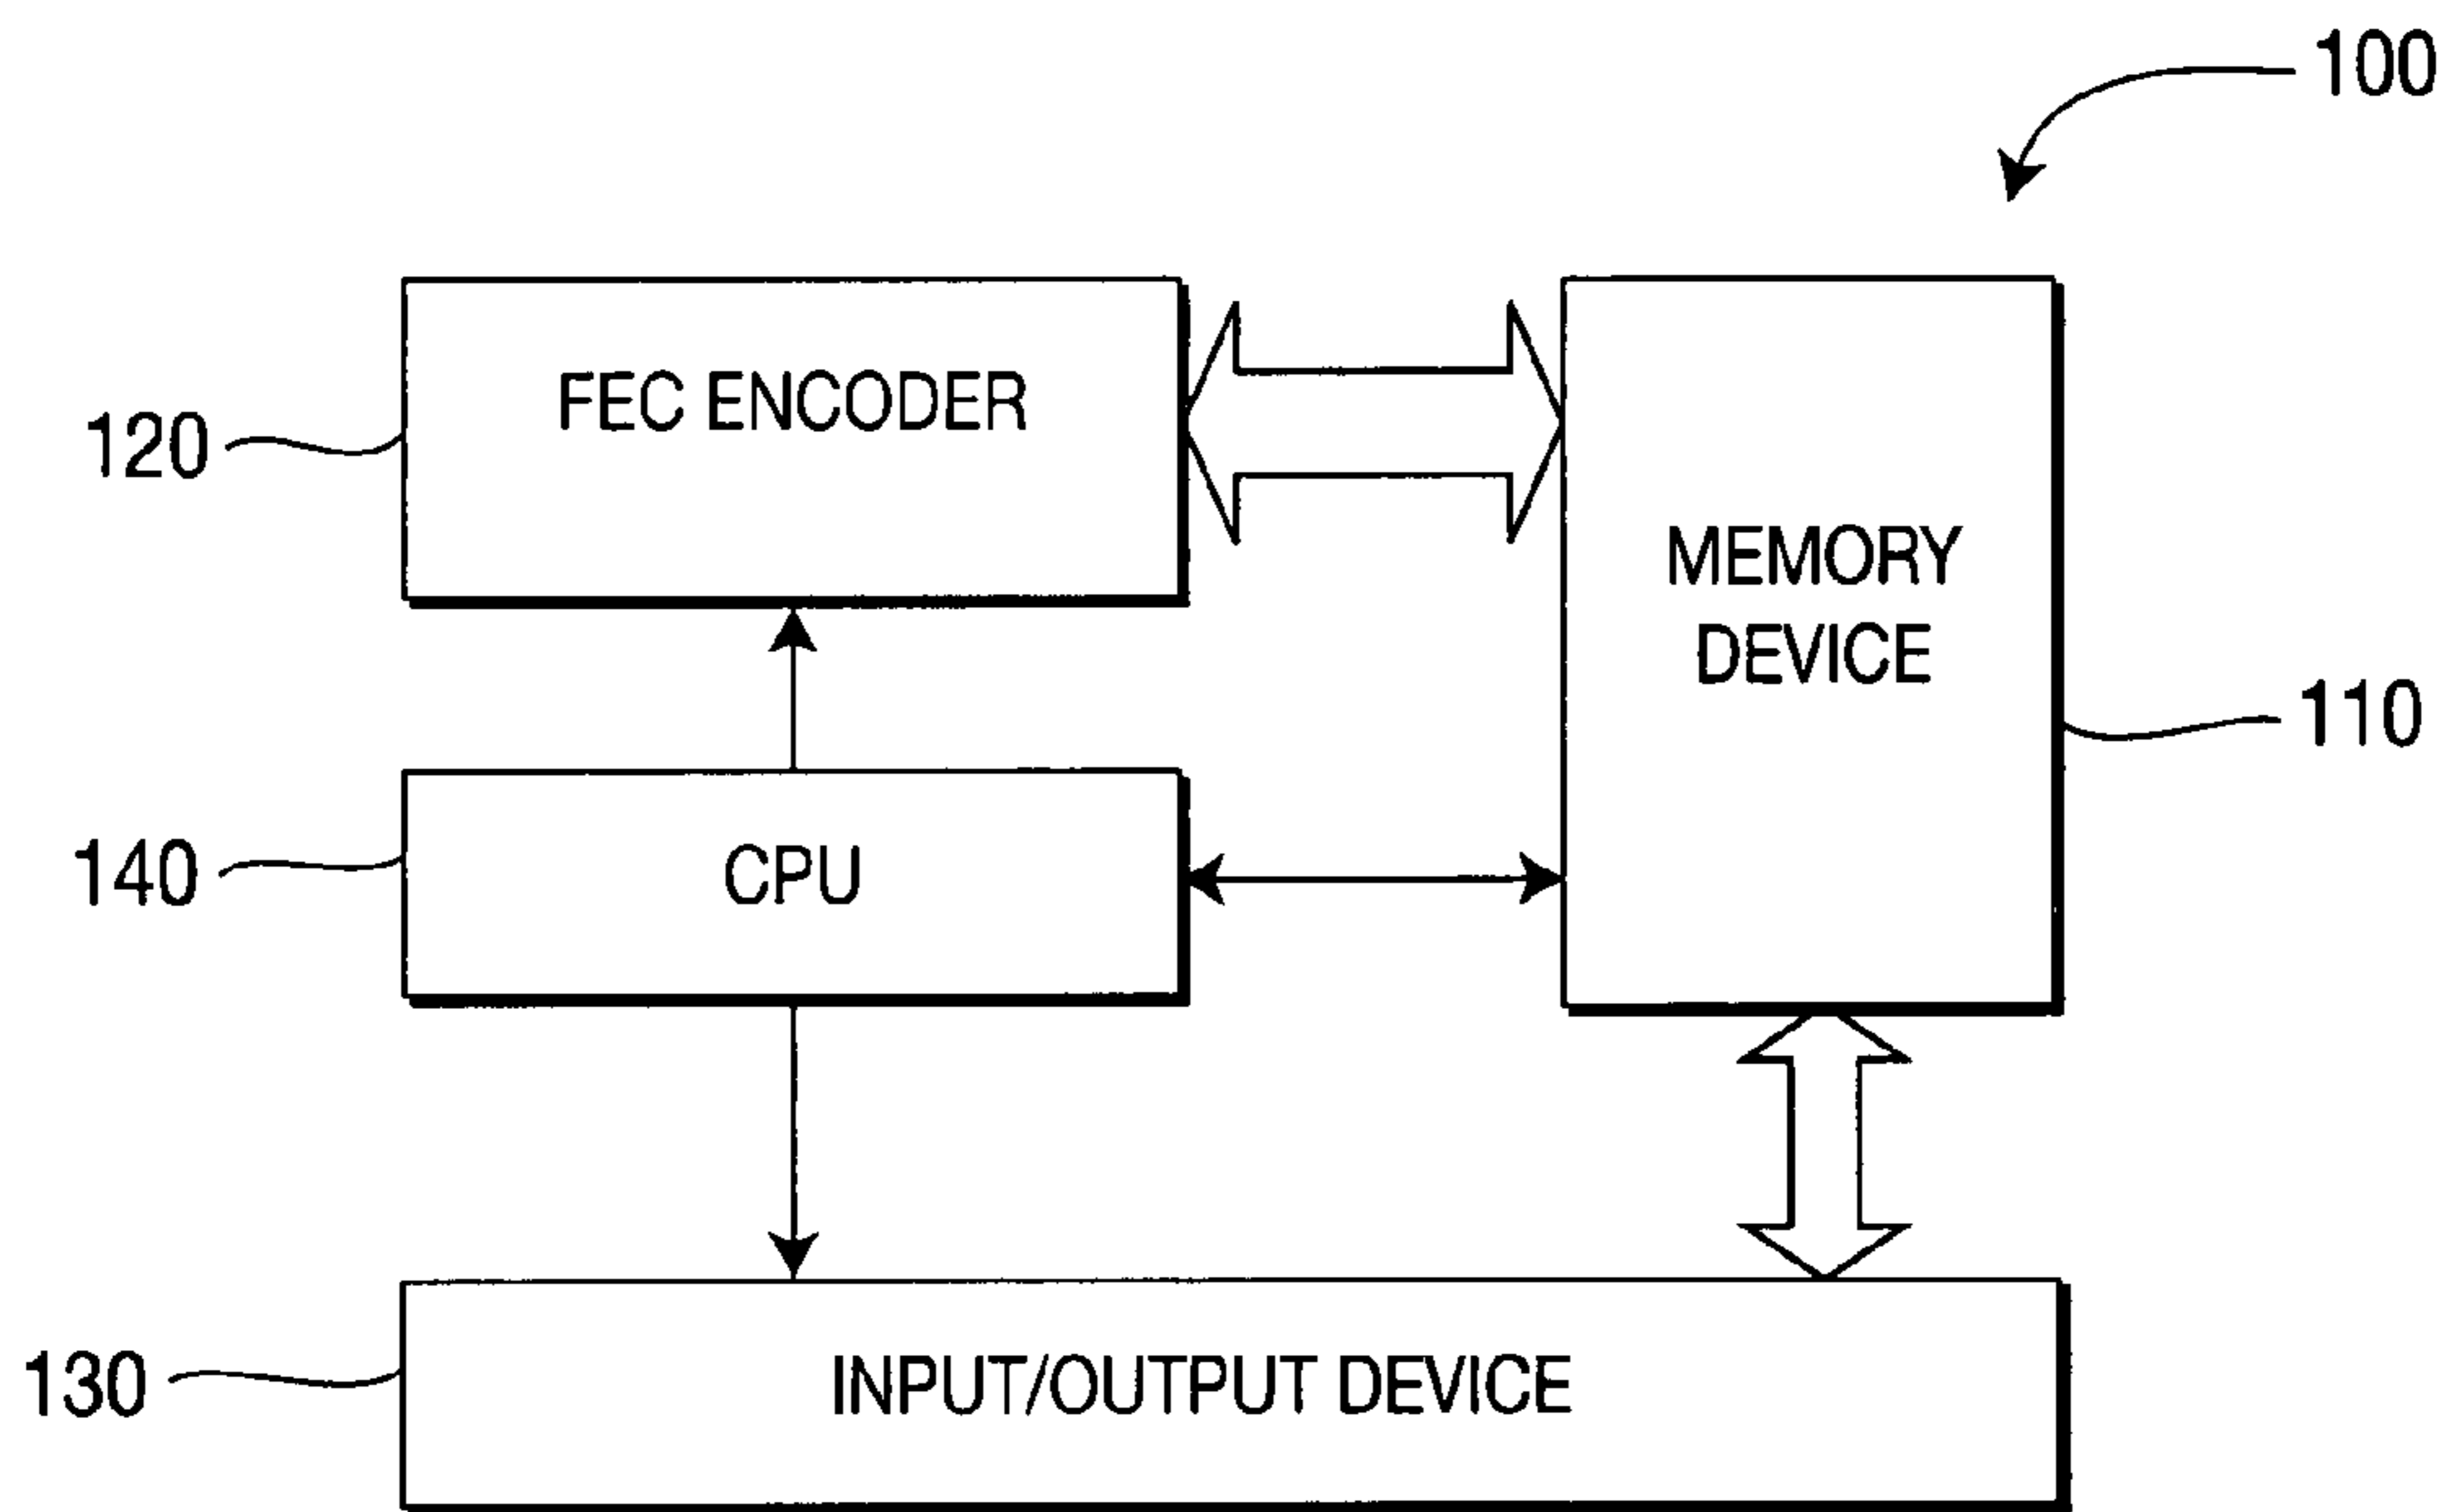 100
FEC ENCODER
120
MEMORY
DEVICE
110
140
CPU
130
INPUT/OUTPUT DEVICE